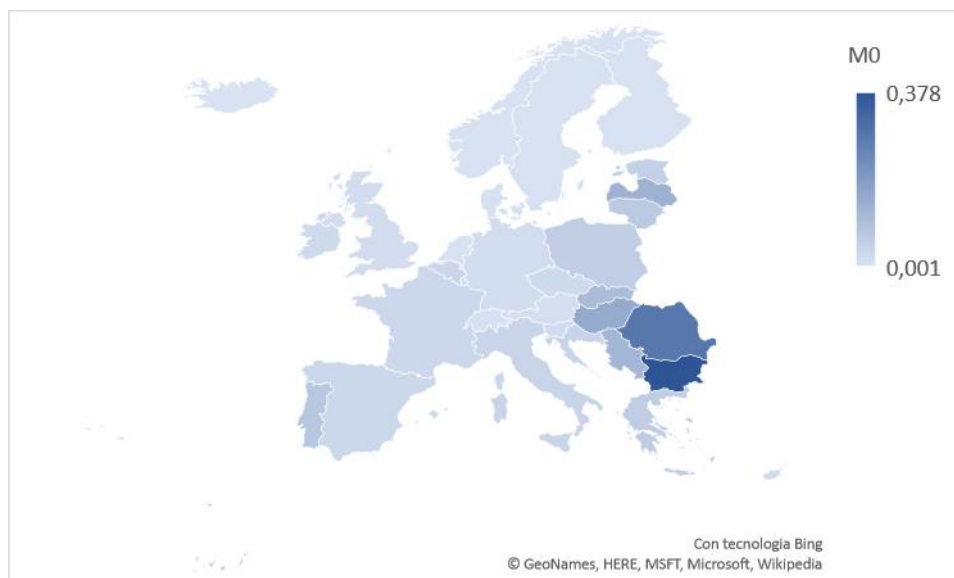 M0
0,378
0,001
Con tecnologia Bing
© GeoNames, HERE, MSFT, Microsoft, Wikipedia